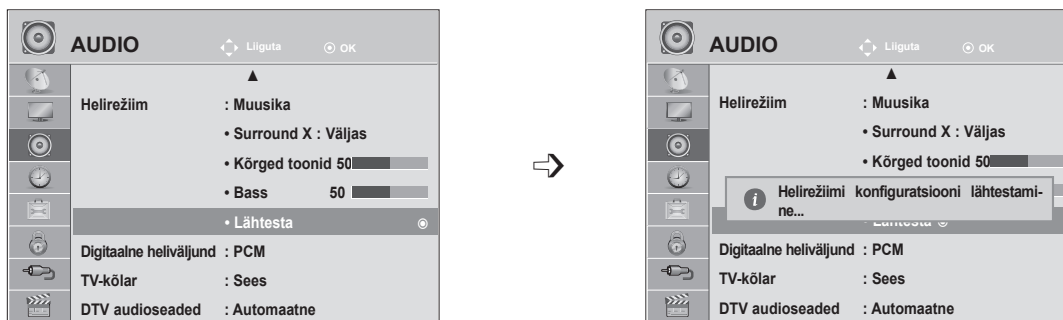 AUDIO
Liiguta
OK
Helirežiim : Muusika
• Surround X : Väljas
• Kõrged toonid 50
• Bass 50
• Lähtesta
Digitaalne heliväljund : PCM
TV-kõlar : Sees
DTV audioseaded : Automaatne
AUDIO
Liiguta
OK
Helirežiim : Muusika
• Surround X : Väljas
• Kõrged toonid 50
i Helirežiimi konfiguratsiooni lähtestami-
ne...
• Lähtesta
Digitaalne heliväljund : PCM
TV-kõlar : Sees
DTV audioseaded : Automaatne